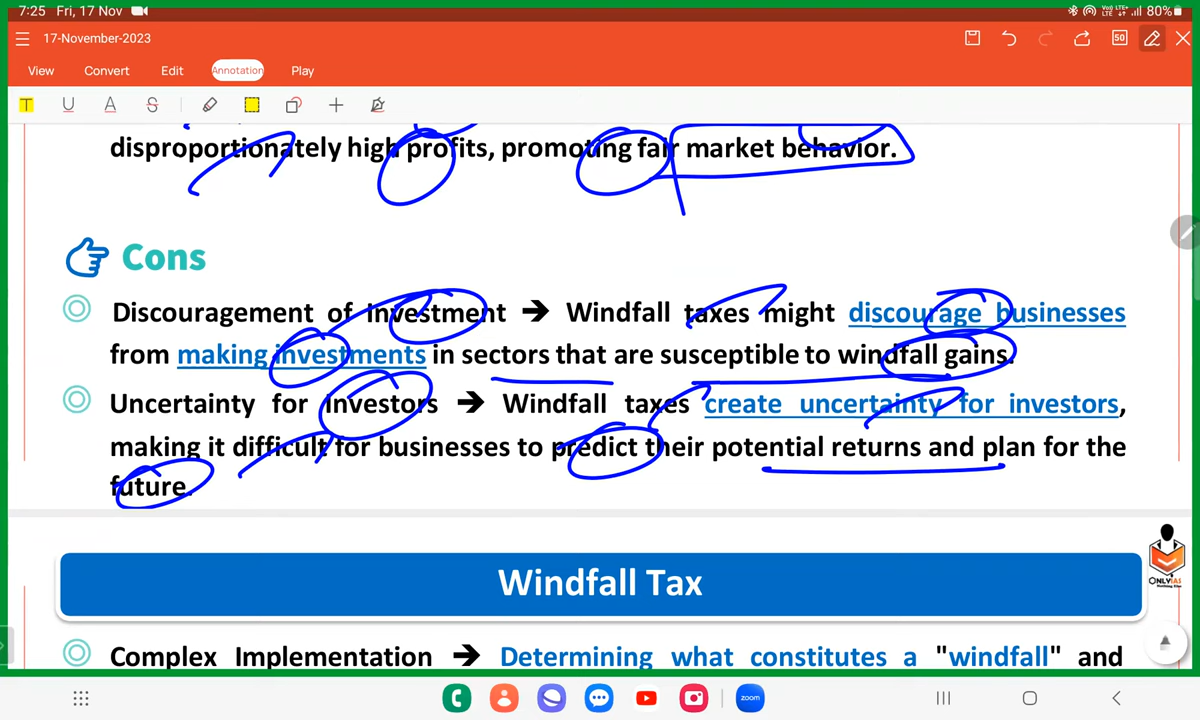 7:25 Fri, 17 Nov
80%
17-November-2023
50
View Convert Edit Annotation Play
T U A S
disproportionately high profits, promoting fair market behavior.
Cons
Discouragement of Investment → Windfall taxes might discourage businesses
from making investments in sectors that are susceptible to windfall gains.
Uncertainty for Investors → Windfall taxes create uncertainty for investors,
making it difficult for businesses to predict their potential returns and plan for the
future.
ONLYIAS
Windfall Tax
Complex Implementation → Determining what constitutes a "windfall" and
zoom